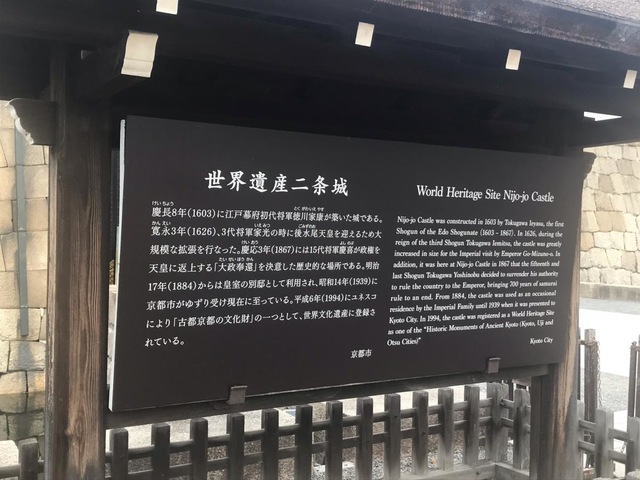 世界遺産二条城
慶長8年(1603)に江戸幕府初代将軍徳川家康が築いた城である。
寛永3年(1626)、3代将軍家光の時に後水尾天皇を迎えるため大
規模な拡張を行なった。慶応3年(1867)には15代将軍慶喜が政権を
天皇に返上する「大政奉還」を決意した歴史的な場所である。明治
17年(1884)からは皇室の別邸として利用され、昭和14年(1939)に
京都市がゆずり受け現在に至っている。平成6年(1994)にユネスコ
により「古都京都の文化財」の一つとして、世界文化遺産に登録さ
れている。
京都市
World Heritage Site Nijo-jo Castle
Nijo-jo Castle was constructed in 1603 by Tokugawa Ieyasu, the first
Shogun of the Edo Shogunate (1603 - 1867). In 1626, during the
reign of the third Shogun Tokugawa Iemitsu, the castle was greatly
increased in size for the Imperial visit by Emperor Go-Mizuno-o. In
addition, it was here at Nijo-jo Castle in 1867 that the fifteenth and
last Shogun Tokugawa Yoshinobu decided to surrender his authority
to rule the country to the Emperor, bringing 700 years of samurai
rule to an end. From 1884, the castle was used as an occasional
residence by the Imperial Family until 1939 when it was presented to
Kyoto City. In 1994, the castle was registered as a World Heritage Site
as one of the "Historic Monuments of Ancient Kyoto (Kyoto, Uji and
Otsu Cities)"
Kyoto City